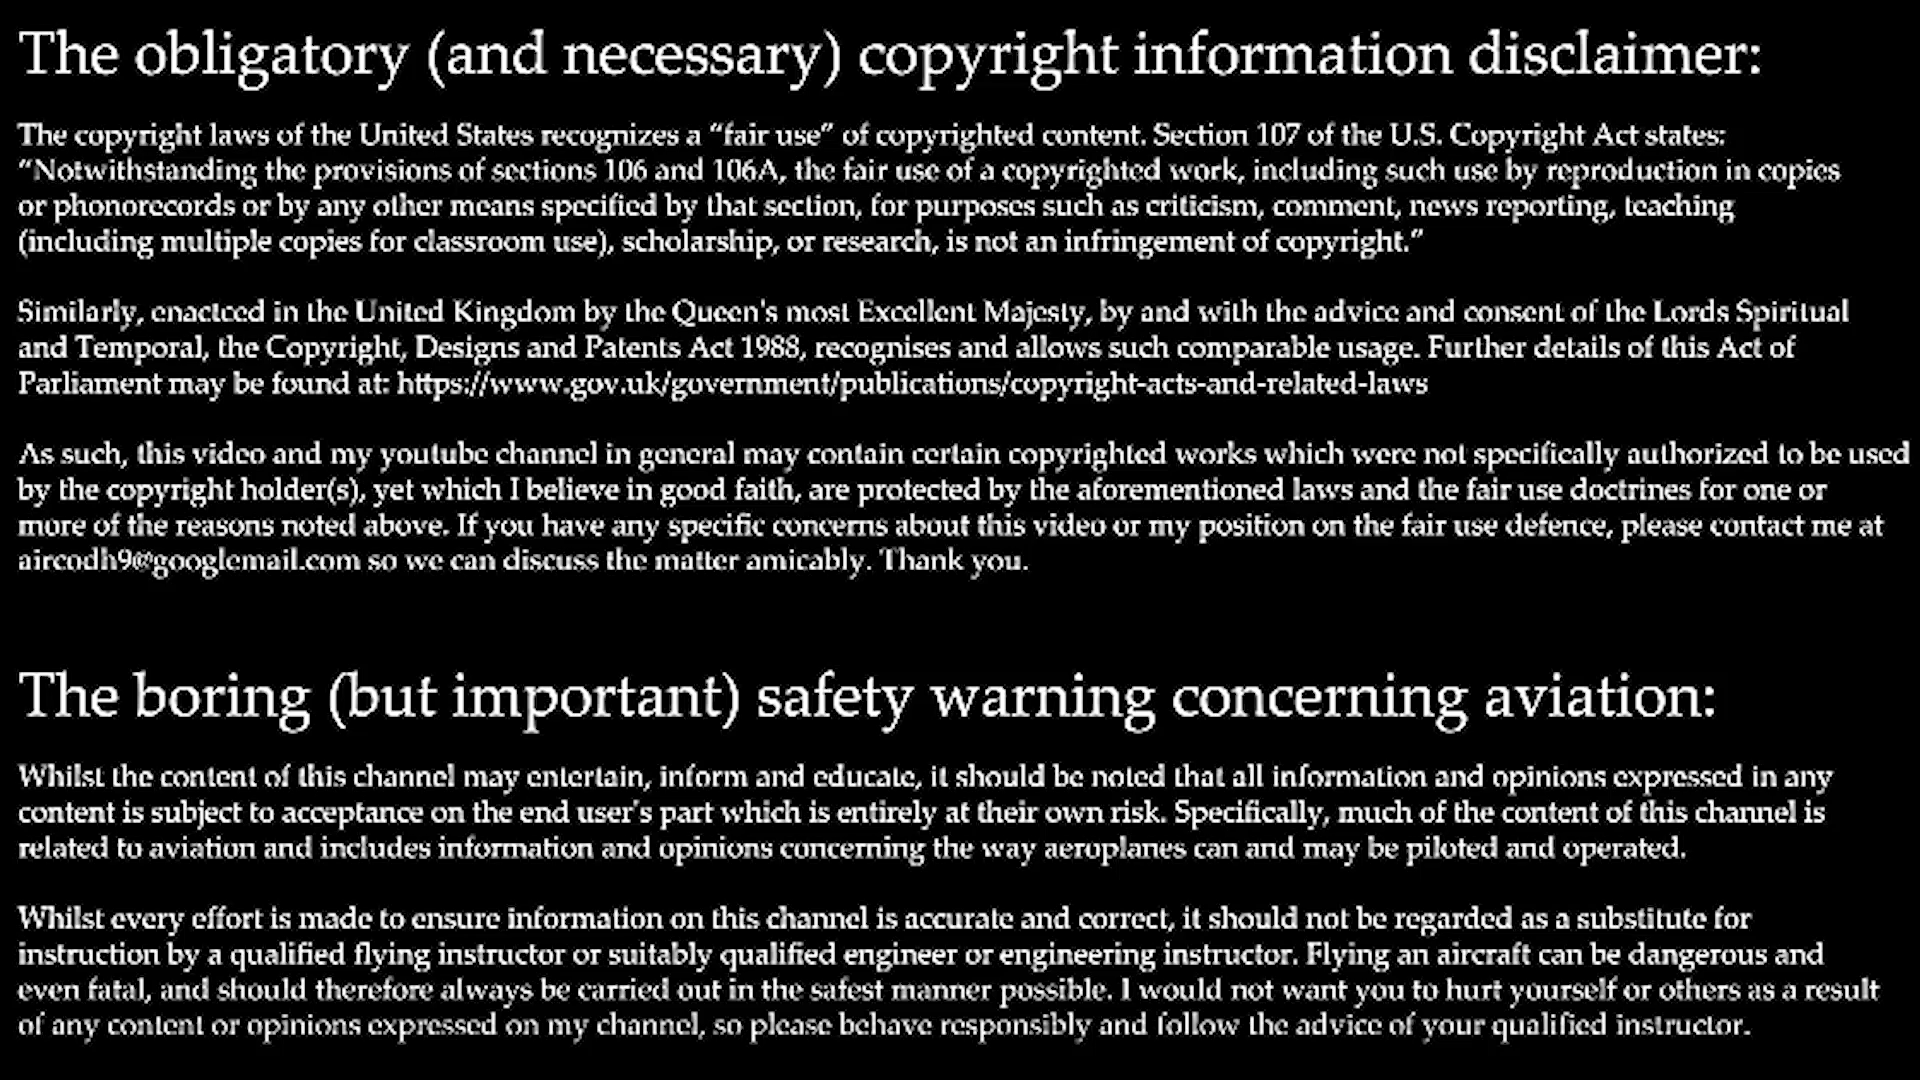 The obligatory (and necessary) copyright information disclaimer:
The copyright laws of the United States recognizes a “fair use” of copyrighted content. Section 107 of the U.S. Copyright Act states:
“Notwithstanding the provisions of sections 106 and 106A, the fair use of a copyrighted work, including such use by reproduction in copies
or phonorecords or by any other means specified by that section, for purposes such as criticism, comment, news reporting, teaching
(including multiple copies for classroom use), scholarship, or research, is not an infringement of copyright.”
Similarly, enactced in the United Kingdom by the Queen's most Excellent Majesty, by and with the advice and consent of the Lords Spiritual
and Temporal, the Copyright, Designs and Patents Act 1988, recognises and allows such comparable usage. Further details of this Act of
Parliament may be found at: https://www.gov.uk/government/publications/copyright-acts-and-related-laws
As such, this video and my youtube channel in general may contain certain copyrighted works which were not specifically authorized to be used
by the copyright holder(s), yet which I believe in good faith, are protected by the aforementioned laws and the fair use doctrines for one or
more of the reasons noted above. If you have any specific concerns about this video or my position on the fair use defence, please contact me at
aircodh9@googlemail.com so we can discuss the matter amicably. Thank you.
The boring (but important) safety warning concerning aviation:
Whilst the content of this channel may entertain, inform and educate, it should be noted that all information and opinions expressed in any
content is subject to acceptance on the end user's part which is entirely at their own risk. Specifically, much of the content of this channel is
related to aviation and includes information and opinions concerning the way aeroplanes can and may be piloted and operated.
Whilst every effort is made to ensure information on this channel is accurate and correct, it should not be regarded as a substitute for
instruction by a qualified flying instructor or suitably qualified engineer or engineering instructor. Flying an aircraft can be dangerous and
even fatal, and should therefore always be carried out in the safest manner possible. I would not want you to hurt yourself or others as a result
of any content or opinions expressed on my channel, so please behave responsibly and follow the advice of your qualified instructor.